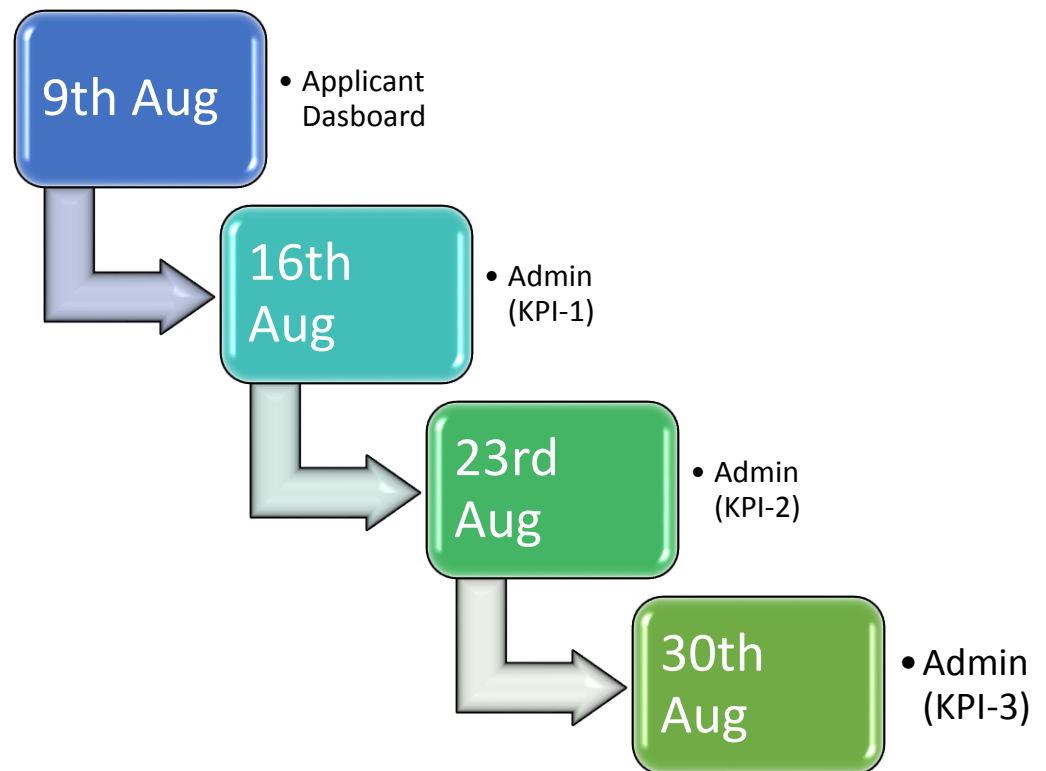 9th Aug
• Applicant
Dasboard
16th
Aug
• Admin
(KPI-1)
23rd
Aug
• Admin
(KPI-2)
30th
Aug
• Admin
(KPI-3)